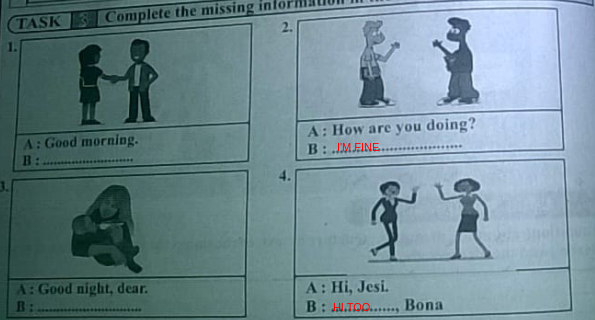 TASK 3 Complete the missing information in
1.
A : Good morning.
B : ........................
2.
A : How are you doing?
B : I'M FINE
3.
A : Good night, dear.
B : ........................
4.
A : Hi, Jesi.
B : HI TOO, Bona